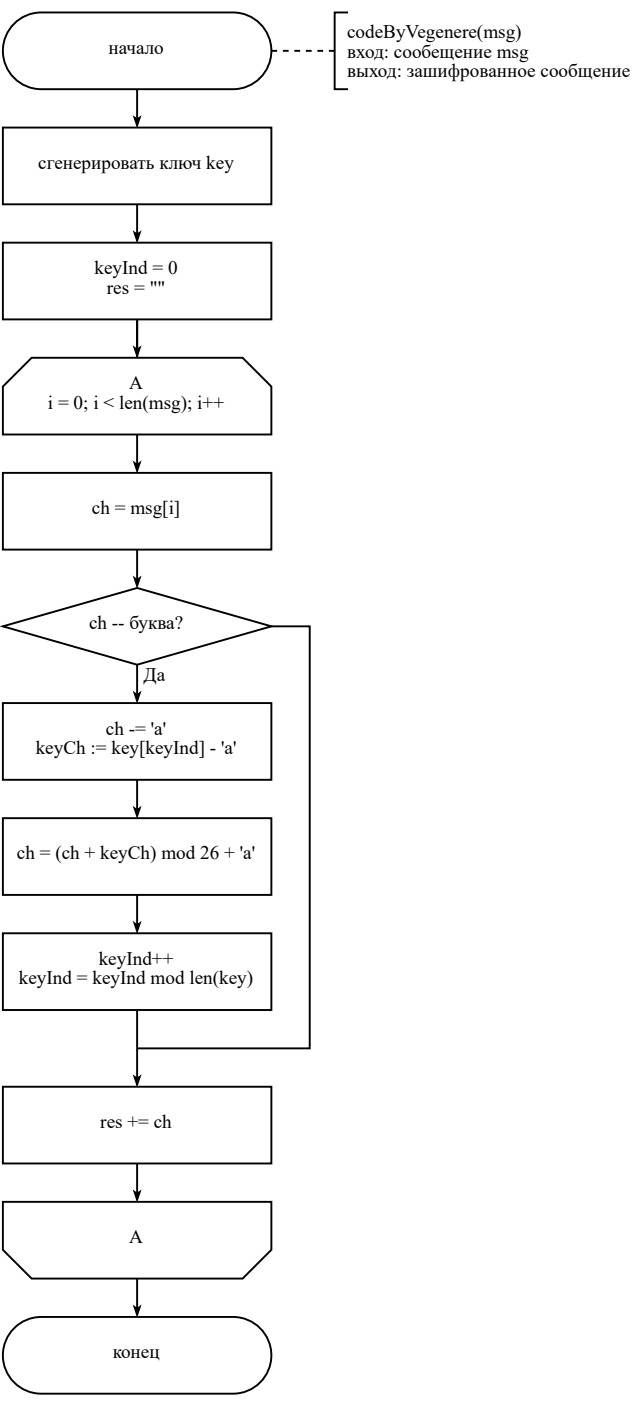 начало
codeByVegenere(msg)
вход: сообещение msg
выход: зашифрованное сообщение
сгенерировать ключ key
keyInd = 0
res = ""
A
i = 0; i < len(msg); i++
ch = msg[i]
ch -- буква?
Да
ch -= 'a'
keyCh := key[keyInd] - 'a'
ch = (ch + keyCh) mod 26 + 'a'
keyInd++
keyInd = keyInd mod len(key)
res += ch
A
конец